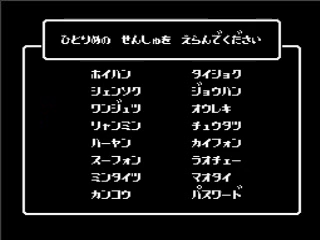 ひとりめの せんしゅを えらんでください
ホイハン タイショク
ジェンソク ジョウハン
ワンジュツ オウレキ
リャンミン チュウタツ
ハーヤン カイフォン
スーフォン ラオチェー
ミンタイツ マオタイ
カンコウ パスワード